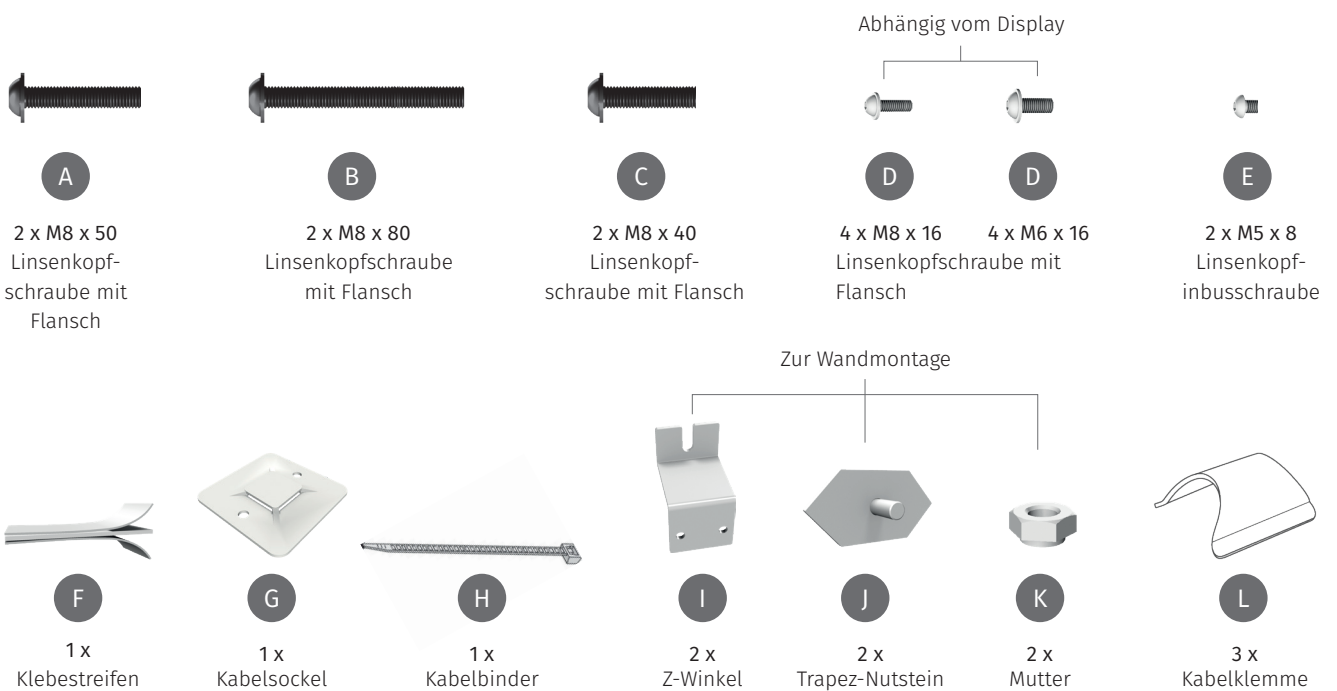 Abhängig vom Display
A
B
C
D
D
E
2 x M8 x 50
Linsenkopf-
schraube mit
Flansch
2 x M8 x 80
Linsenkopfschraube
mit Flansch
2 x M8 x 40
Linsenkopf-
schraube mit Flansch
4 x M8 x 16
4 x M6 x 16
Linsenkopfschraube mit
Flansch
2 x M5 x 8
Linsenkopf-
inbusschraube
Zur Wandmontage
F
G
H
I
J
K
L
1 x
Klebestreifen
1 x
Kabelsockel
1 x
Kabelbinder
2 x
Z-Winkel
2 x
Trapez-Nutstein
2 x
Mutter
3 x
Kabelklemme